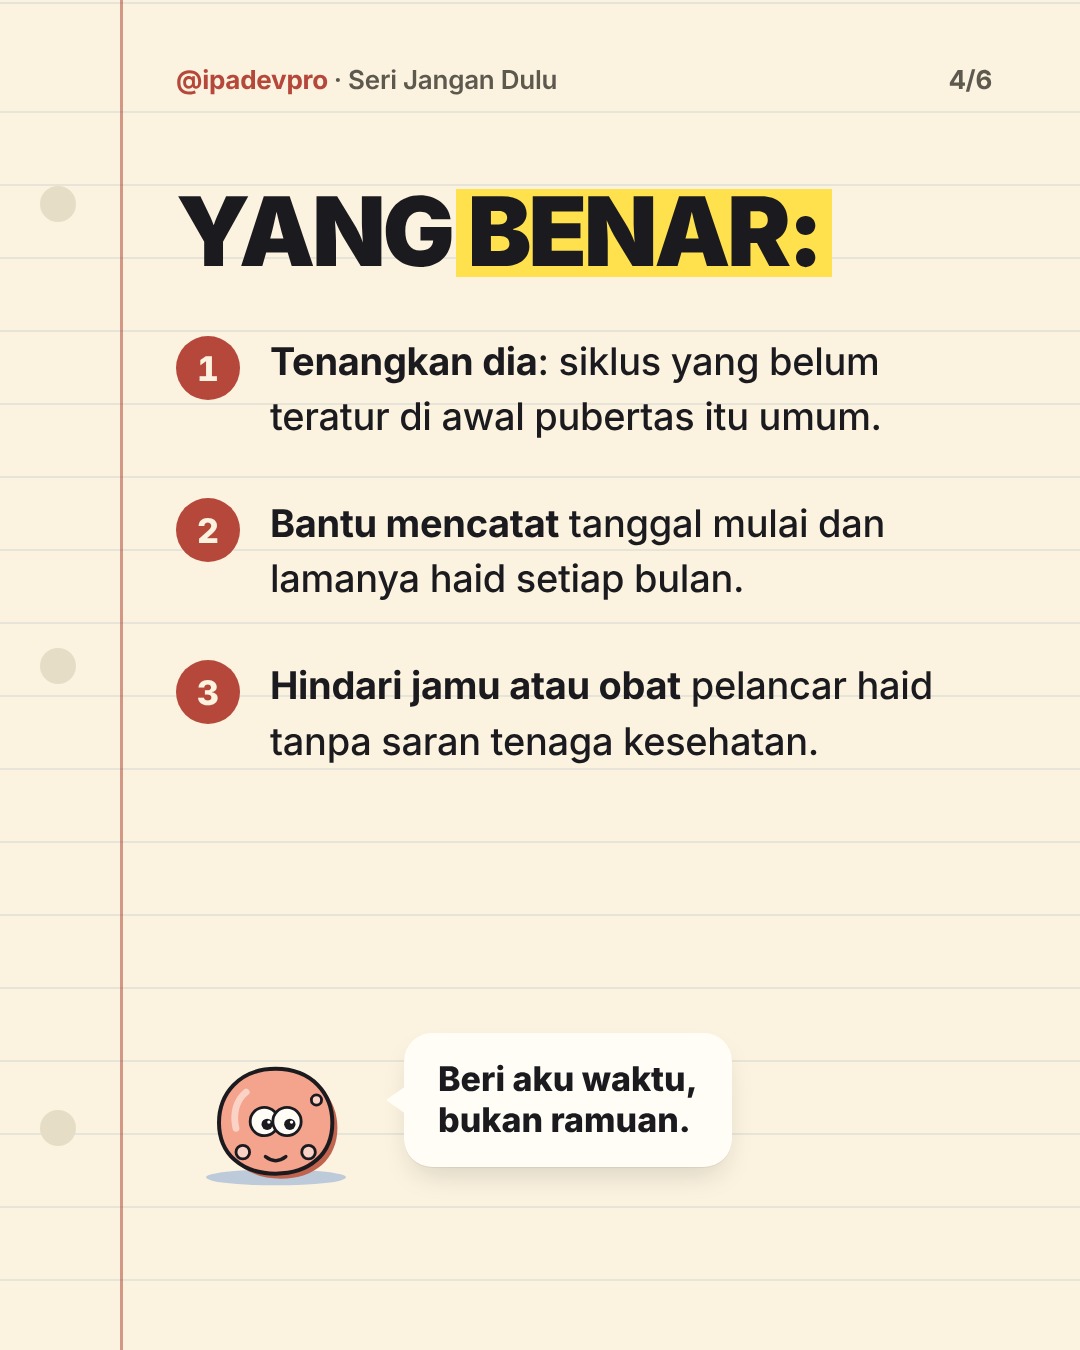 @ipadevpro · Seri Jangan Dulu
4/6
YANG BENAR:
1
Tenangkan dia: siklus yang belum
teratur di awal pubertas itu umum.
2
Bantu mencatat tanggal mulai dan
lamanya haid setiap bulan.
3
Hindari jamu atau obat pelancar haid
tanpa saran tenaga kesehatan.
Beri aku waktu,
bukan ramuan.